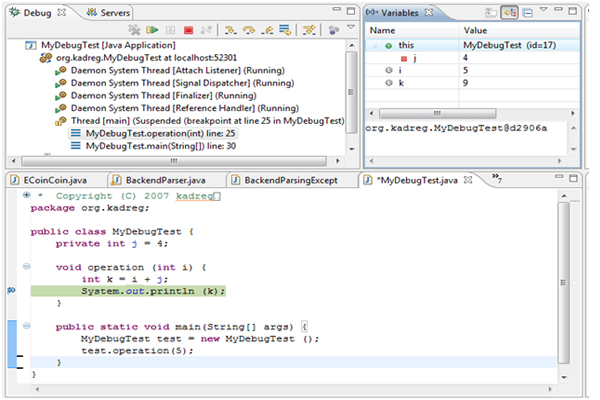 Debug Servers
MyDebugTest [Java Application]
org.kadreg.MyDebugTest at localhost:52301
Daemon System Thread [Attach Listener] (Running)
Daemon System Thread [Signal Dispatcher] (Running)
Daemon System Thread [Finalizer] (Running)
Daemon System Thread [Reference Handler] (Running)
Thread [main] (Suspended (breakpoint at line 25 in MyDebugTest)
MyDebugTest.operation(int) line: 25
MyDebugTest.main(String[]) line: 30
(x)= Variables
Name Value
this MyDebugTest (id=17)
j 4
i 5
k 9
org.kadreg.MyDebugTest@d2906a
ECoinCoin.java BackendParser.java BackendParsingExcept *MyDebugTest.java »7
* Copyright (C) 2007 kadreg
package org.kadreg;
public class MyDebugTest {
private int j = 4;
void operation (int i) {
int k = i + j;
System.out.println (k);
}
public static void main(String[] args) {
MyDebugTest test = new MyDebugTest ();
test.operation(5);
}
}